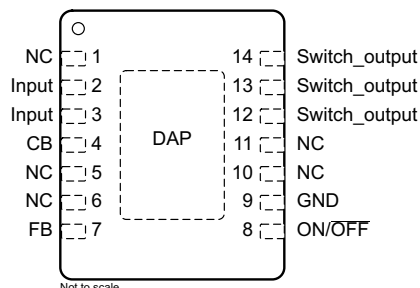 NC 1 14 Switch_output
Input 2 13 Switch_output
Input 3 12 Switch_output
CB 4 DAP 11 NC
NC 5 10 NC
NC 6 9 GND
FB 7 8 ON/OFF
Not to scale